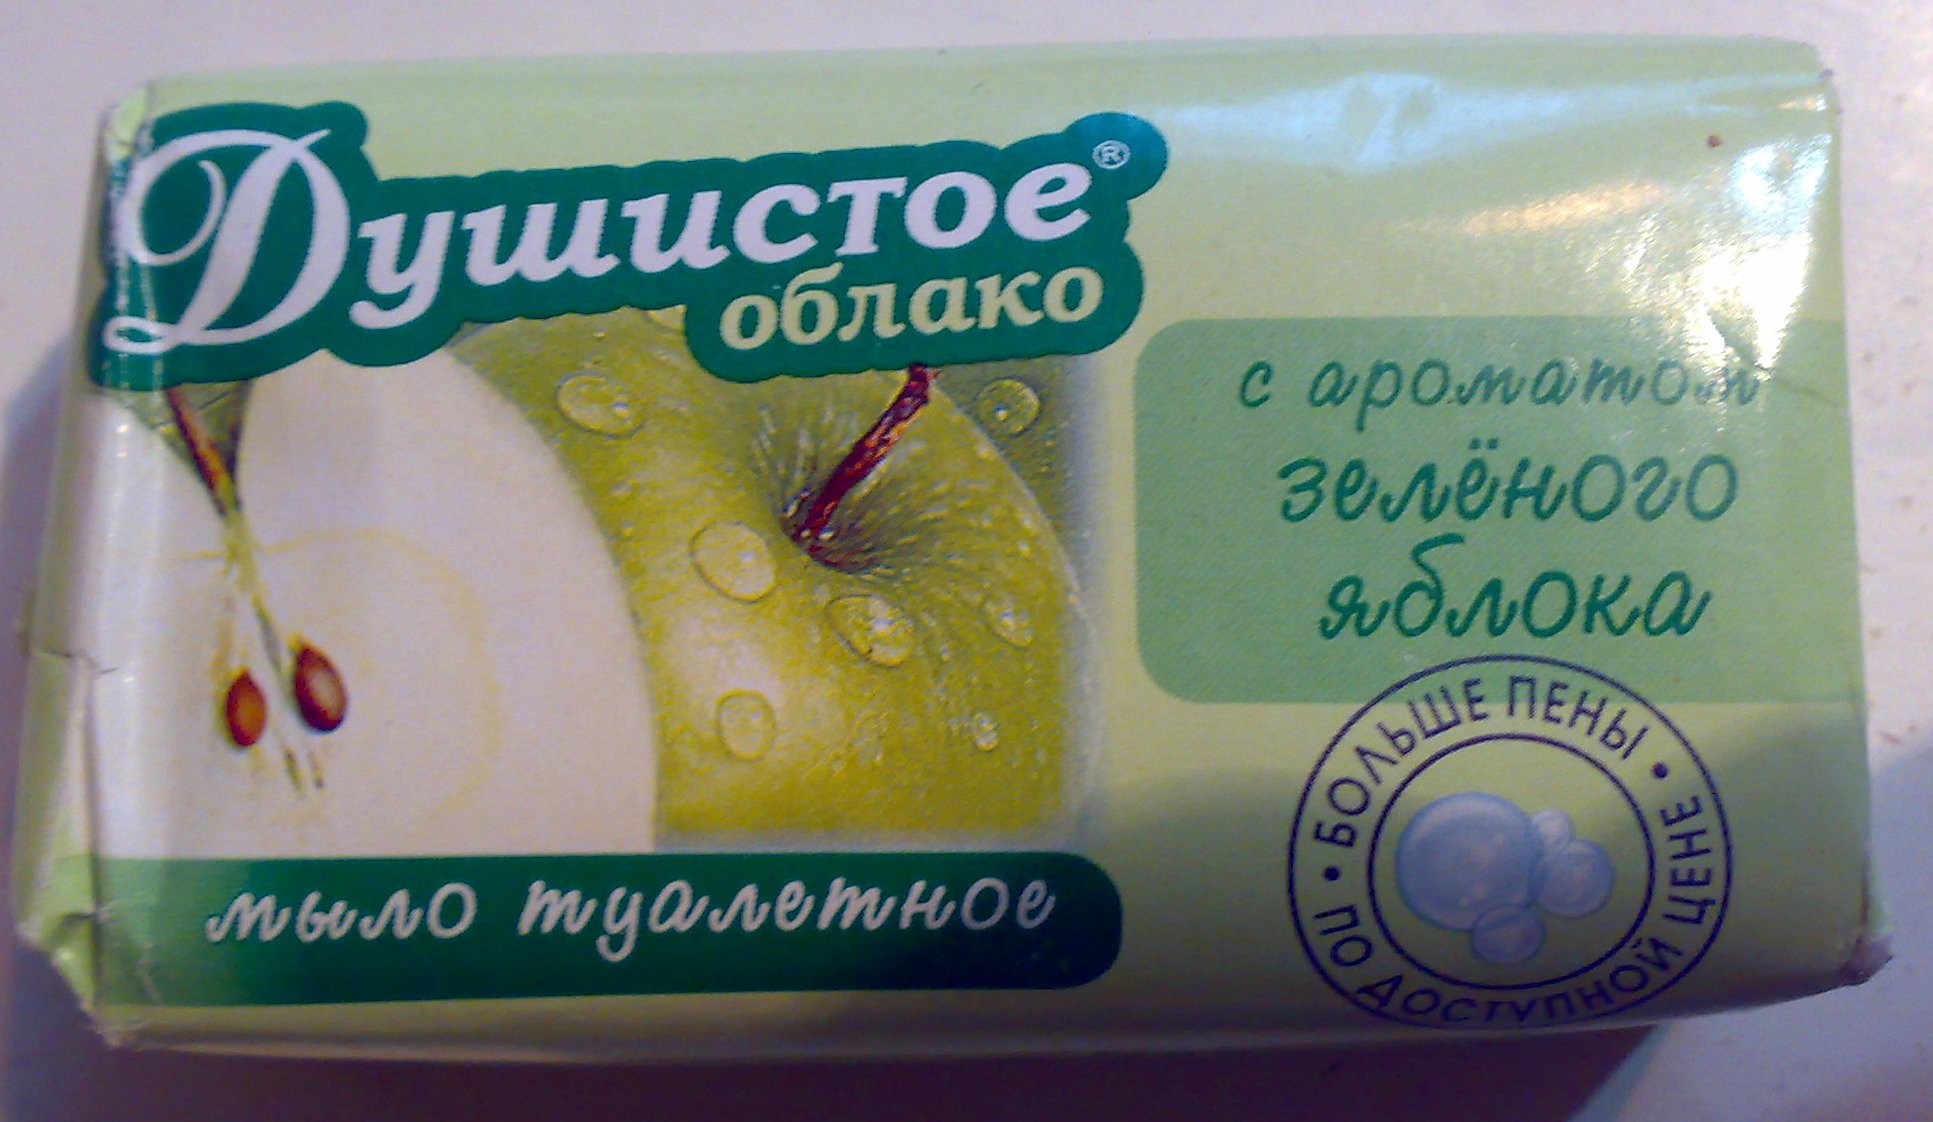 Душистое®
облако
с ароматом
зелёного
яблока
• БОЛЬШЕ ПЕНЫ •
ПО ДОСТУПНОЙ ЦЕНЕ
мыло туалетное